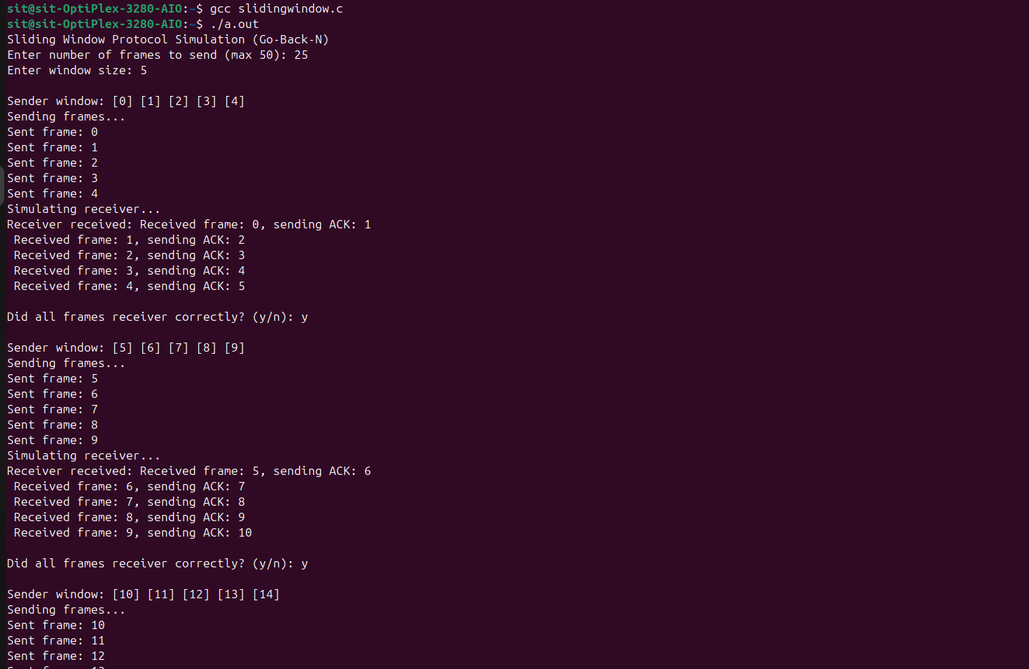 sit@sit-OptiPlex-3280-AIO:~$ gcc slidingwindow.c
sit@sit-OptiPlex-3280-AIO:~$ ./a.out
Sliding Window Protocol Simulation (Go-Back-N)
Enter number of frames to send (max 50): 25
Enter window size: 5
Sender window: [0] [1] [2] [3] [4]
Sending frames...
Sent frame: 0
Sent frame: 1
Sent frame: 2
Sent frame: 3
Sent frame: 4
Simulating receiver...
Receiver received: Received frame: 0, sending ACK: 1
Received frame: 1, sending ACK: 2
Received frame: 2, sending ACK: 3
Received frame: 3, sending ACK: 4
Received frame: 4, sending ACK: 5
Did all frames receiver correctly? (y/n): y
Sender window: [5] [6] [7] [8] [9]
Sending frames...
Sent frame: 5
Sent frame: 6
Sent frame: 7
Sent frame: 8
Sent frame: 9
Simulating receiver...
Receiver received: Received frame: 5, sending ACK: 6
Received frame: 6, sending ACK: 7
Received frame: 7, sending ACK: 8
Received frame: 8, sending ACK: 9
Received frame: 9, sending ACK: 10
Did all frames receiver correctly? (y/n): y
Sender window: [10] [11] [12] [13] [14]
Sending frames...
Sent frame: 10
Sent frame: 11
Sent frame: 12